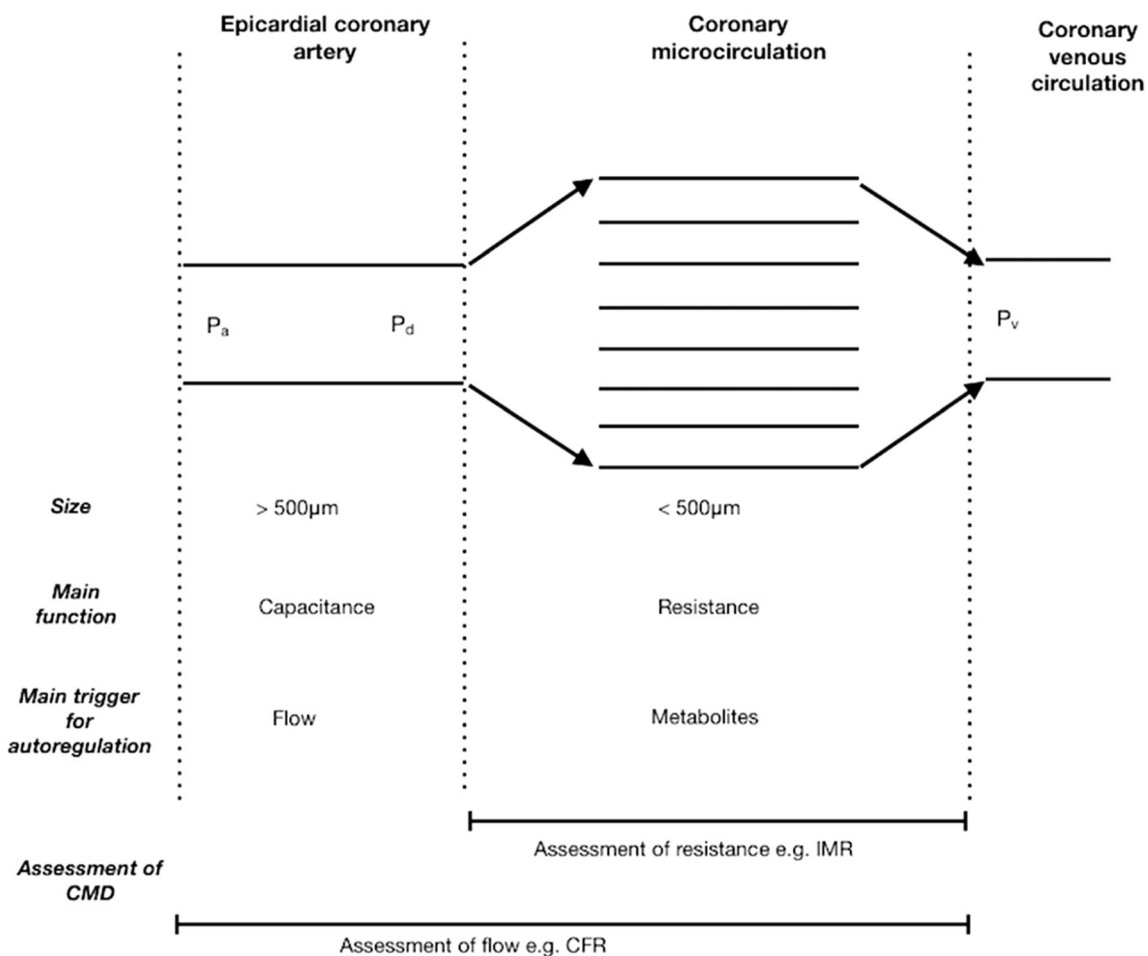 Epicardial coronary
artery
Coronary
microcirculation
Coronary
venous
circulation
Pₐ
P_d
Pᵥ
Size
> 500µm
< 500µm
Main
function
Capacitance
Resistance
Main trigger
for
autoregulation
Flow
Metabolites
Assessment of resistance e.g. IMR
Assessment of
CMD
Assessment of flow e.g. CFR